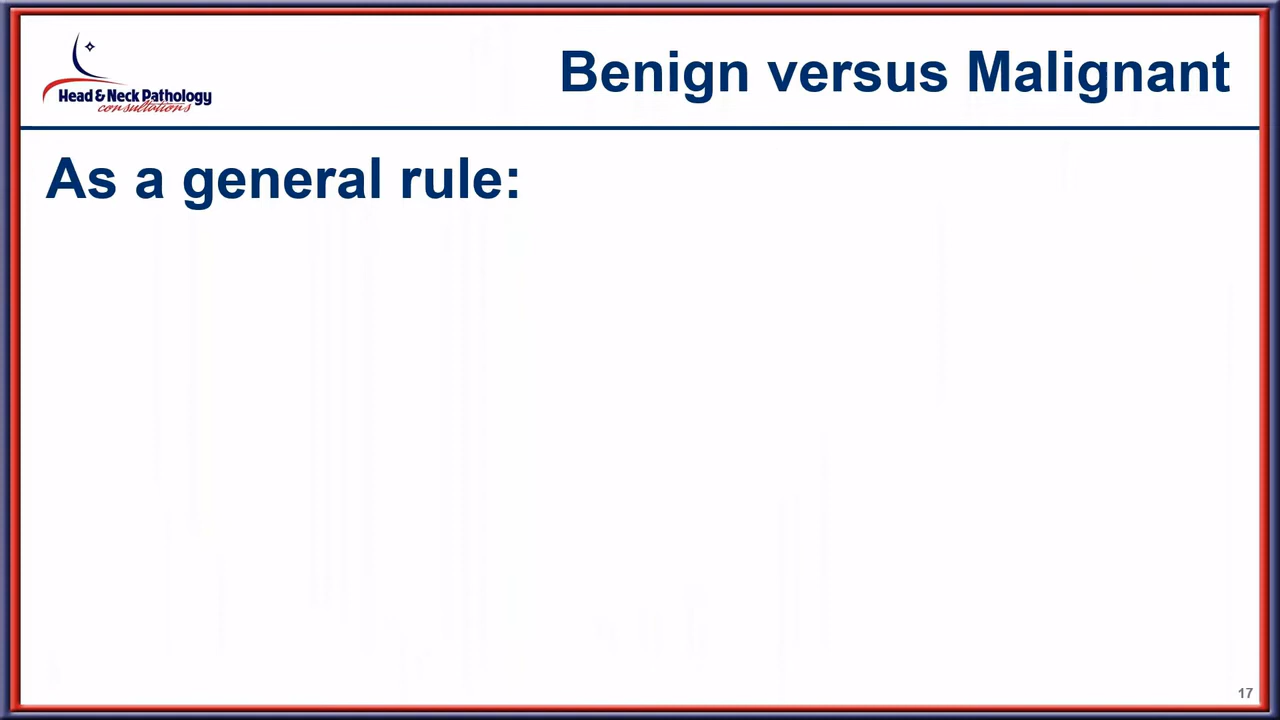 Head & Neck Pathology
consultations
Benign versus Malignant
As a general rule:
17